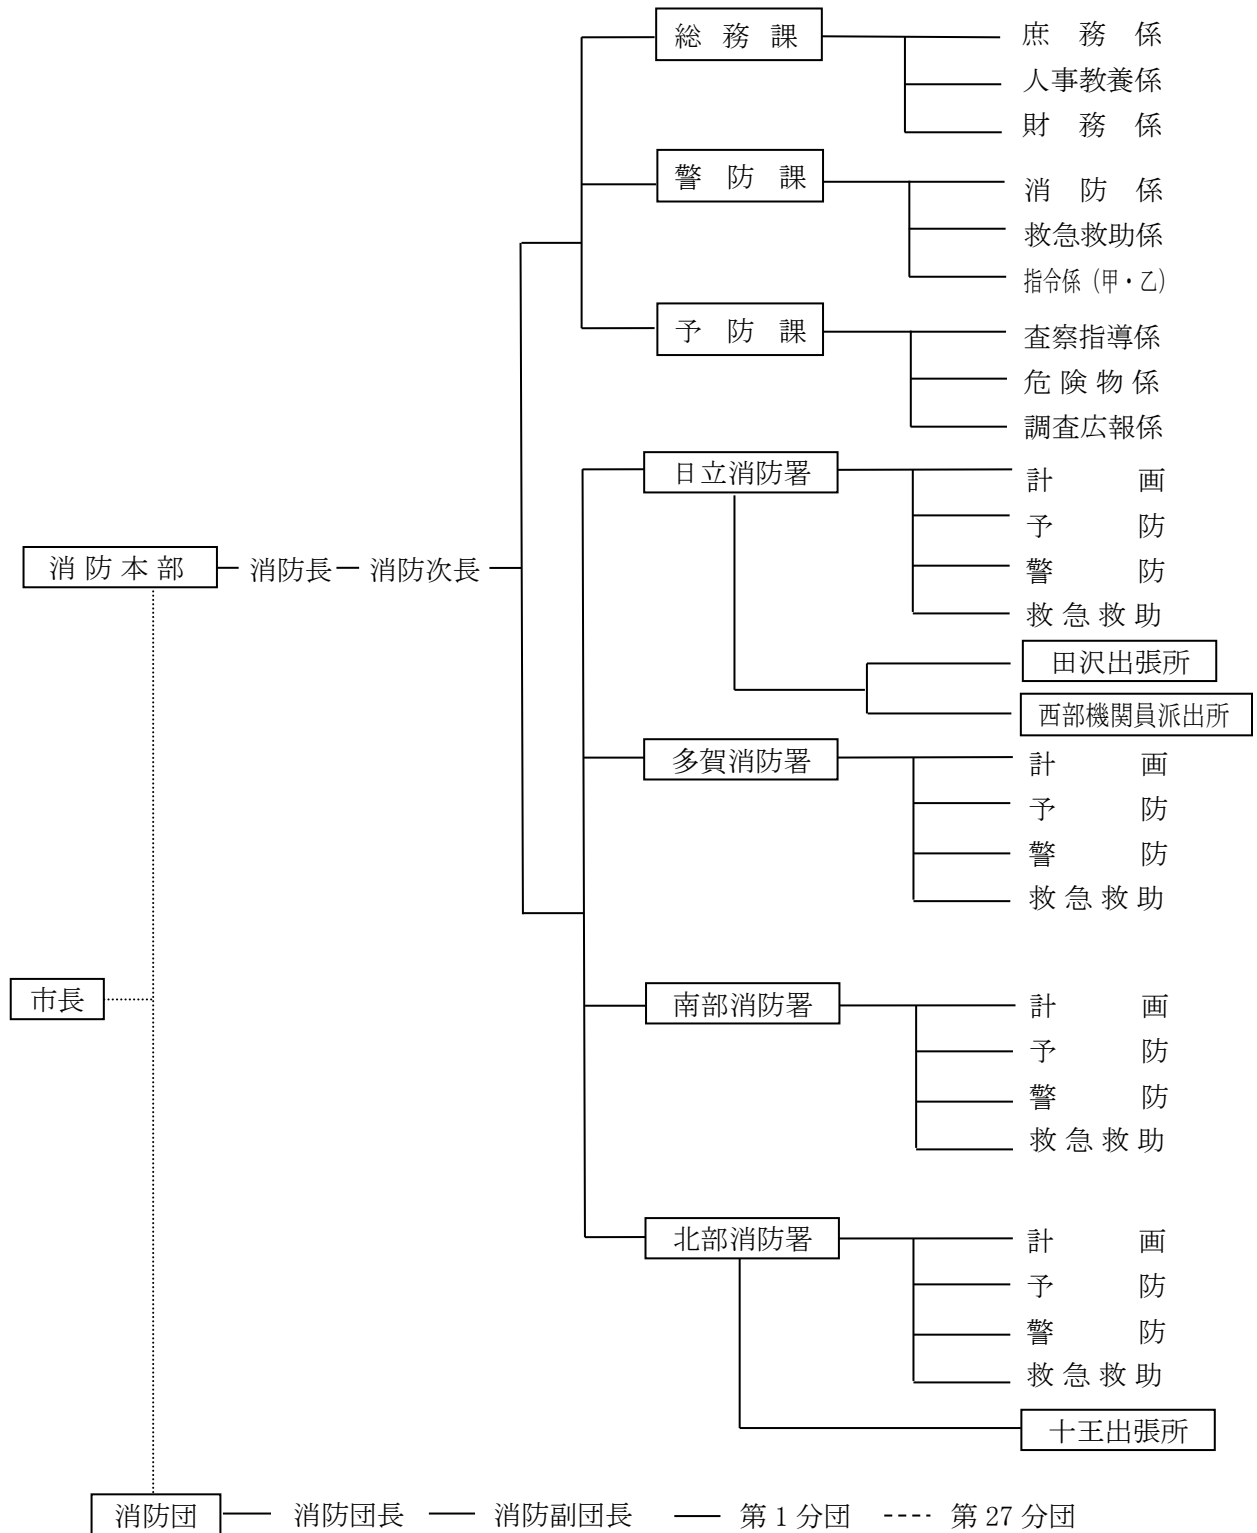 総務課
庶務係
人事教養係
財務係
警防課
消防係
救急救助係
指令係（甲・乙）
予防課
査察指導係
危険物係
調査広報係
日立消防署
計画
予防
警防
救急救助
田沢出張所
西部機関員派出所
消防本部 消防長 消防次長
多賀消防署
計画
予防
警防
救急救助
市長
南部消防署
計画
予防
警防
救急救助
北部消防署
計画
予防
警防
救急救助
十王出張所
消防団 消防団長 消防副団長 第1分団 第27分団